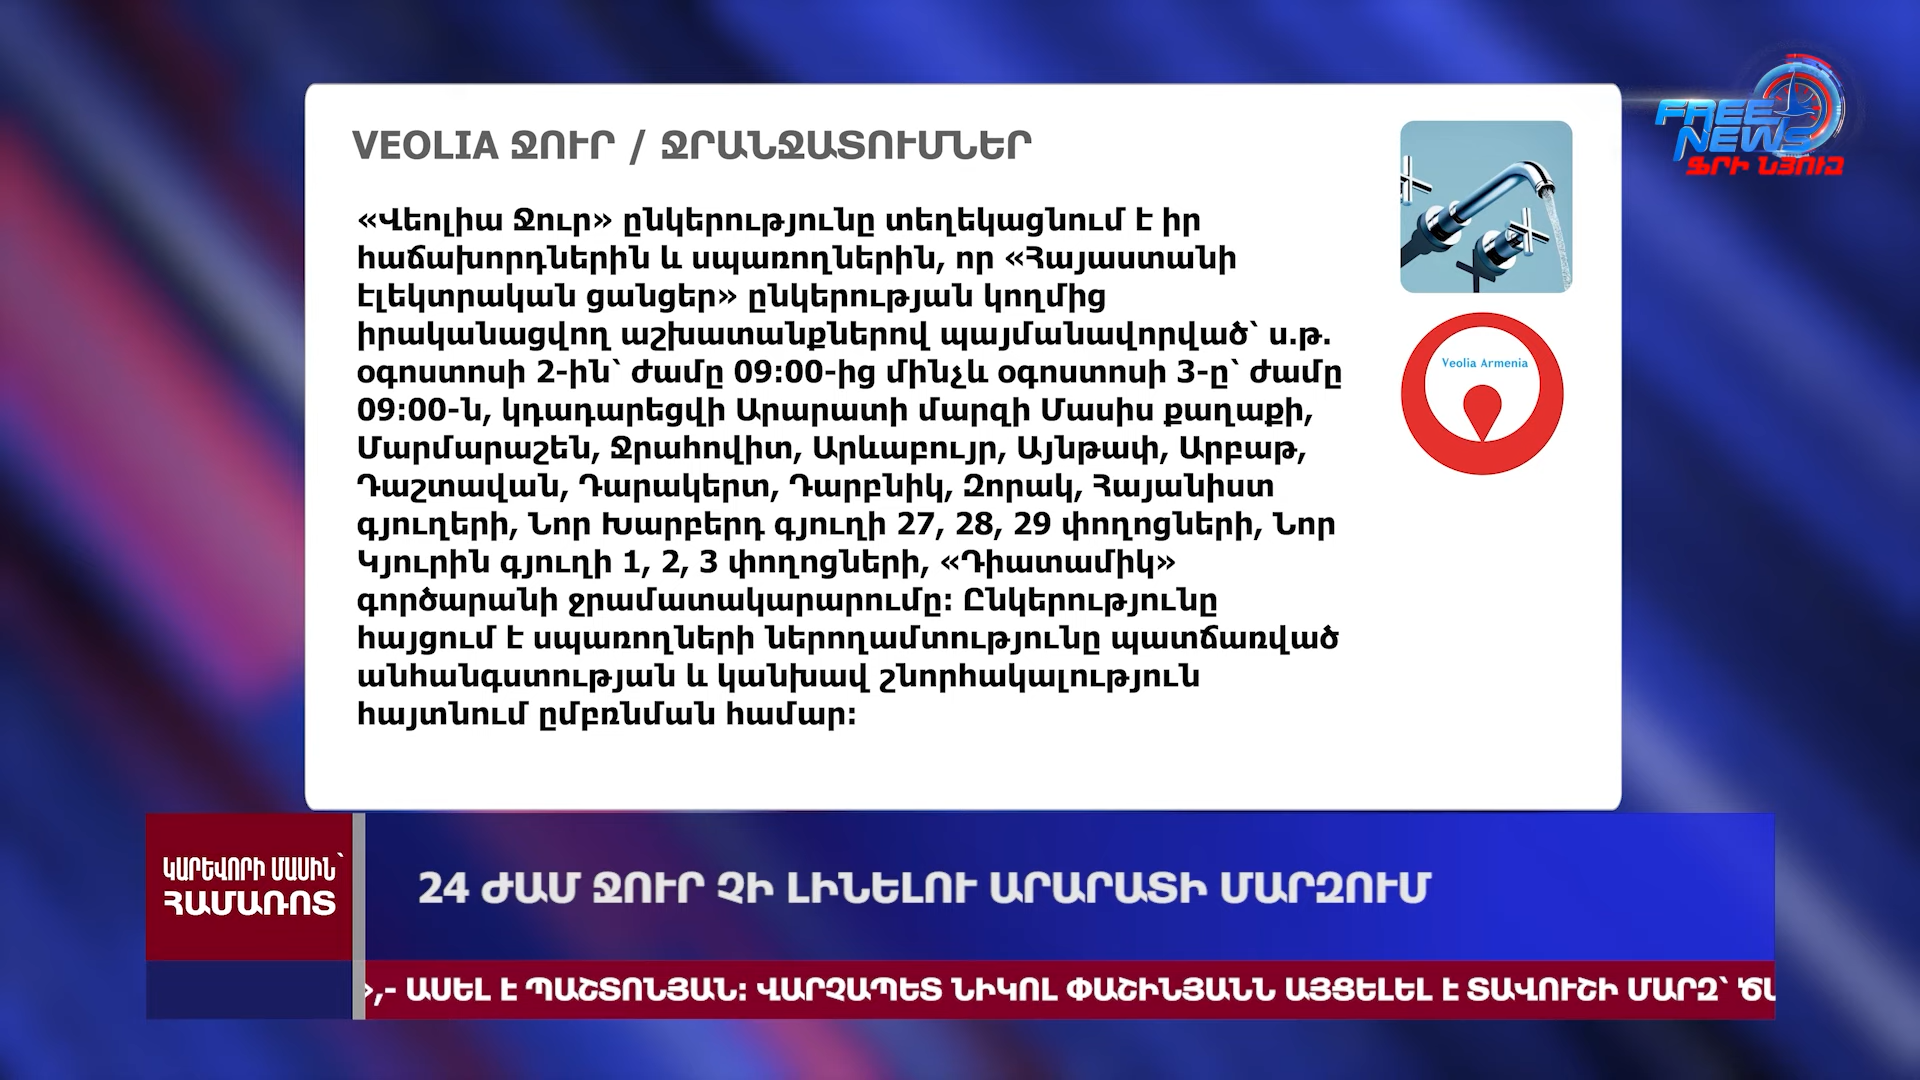 VEOLIA ՋՈՒՐ / ՋՐԱՆՋԱՏՈՒՄՆԵՐ
«Վեոլիա Ջուր» ընկերությունը տեղեկացնում է իր
հաճախորդներին և սպառողներին, որ «Հայաստանի
էլեկտրական ցանցեր» ընկերության կողմից
իրականացվող աշխատանքներով պայմանավորված՝ ս.թ.
օգոստոսի 2-ին՝ ժամը 09:00-ից մինչև օգոստոսի 3-ը՝ ժամը
09:00-ն, կդադարեցվի Արարատի մարզի Մասիս քաղաքի,
Մարմարաշեն, Ջրահովիտ, Արևաբույր, Այնթափ, Արբաթ,
Դաշտավան, Դարակերտ, Դարբնիկ, Զորակ, Հայանիստ
գյուղերի, Նոր Խարբերդ գյուղի 27, 28, 29 փողոցների, Նոր
Կյուրին գյուղի 1, 2, 3 փողոցների, «Դիատամիկ»
գործարանի ջրամատակարարումը: Ընկերությունը
հայցում է սպառողների ներողամտությունը պատճառված
անհանգստության և կանխավ շնորհակալություն
հայտնում ըմբռնման համար:
Veolia Armenia
FREE
NEWS
ՖՐԻ ՆՅՈՒԶ
ԿԱՐԵՎՈՐԻ ՄԱՍԻՆ՝
ՀԱՄԱՌՈՏ
24 ԺԱՄ ՋՈՒՐ ՉԻ ԼԻՆԵԼՈՒ ԱՐԱՐԱՏԻ ՄԱՐԶՈՒՄ
»,- ԱՍԵԼ Է ՊԱՇՏՈՆՅԱՆ: ՎԱՐՉԱՊԵՏ ՆԻԿՈԼ ՓԱՇԻՆՅԱՆՆ ԱՅՑԵԼԵԼ Է ՏԱՎՈՒՇԻ ՄԱՐԶ՝